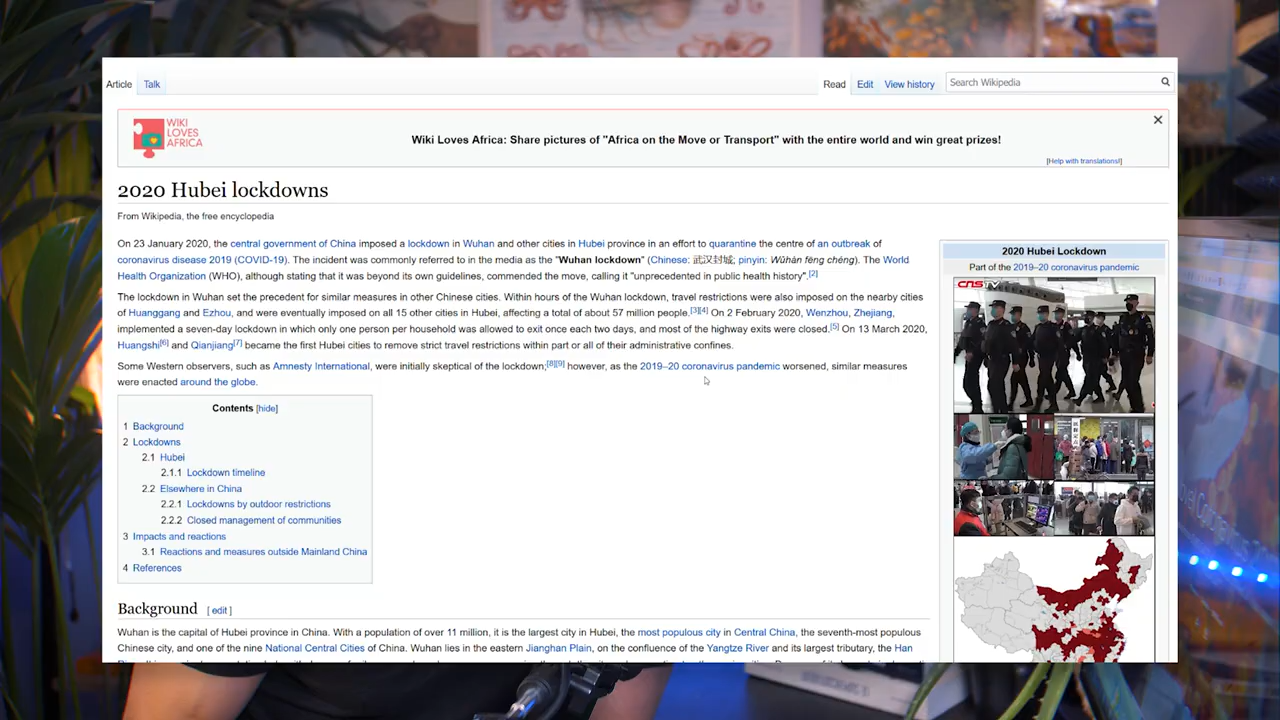 Article Talk
Read Edit View history Search Wikipedia
WIKI
LOVES
AFRICA
Wiki Loves Africa: Share pictures of "Africa on the Move or Transport" with the entire world and win great prizes!
[Help with translations!]
2020 Hubei lockdowns
From Wikipedia, the free encyclopedia
On 23 January 2020, the central government of China imposed a lockdown in Wuhan and other cities in Hubei province in an effort to quarantine the centre of an outbreak of
coronavirus disease 2019 (COVID-19). The incident was commonly referred to in the media as the "Wuhan lockdown" (Chinese: 武汉封城; pinyin: Wǔhàn fēng chéng). The World
Health Organization (WHO), although stating that it was beyond its own guidelines, commended the move, calling it "unprecedented in public health history".[2]
The lockdown in Wuhan set the precedent for similar measures in other Chinese cities. Within hours of the Wuhan lockdown, travel restrictions were also imposed on the nearby cities
of Huanggang and Ezhou, and were eventually imposed on all 15 other cities in Hubei, affecting a total of about 57 million people.[3][4] On 2 February 2020, Wenzhou, Zhejiang,
implemented a seven-day lockdown in which only one person per household was allowed to exit once each two days, and most of the highway exits were closed.[5] On 13 March 2020,
Huangshi[6] and Qianjiang[7] became the first Hubei cities to remove strict travel restrictions within part or all of their administrative confines.
Some Western observers, such as Amnesty International, were initially skeptical of the lockdown;[8][9] however, as the 2019–20 coronavirus pandemic worsened, similar measures
were enacted around the globe.
Contents [hide]
1 Background
2 Lockdowns
2.1 Hubei
2.1.1 Lockdown timeline
2.2 Elsewhere in China
2.2.1 Lockdowns by outdoor restrictions
2.2.2 Closed management of communities
3 Impacts and reactions
3.1 Reactions and measures outside Mainland China
4 References
Background [ edit ]
Wuhan is the capital of Hubei province in China. With a population of over 11 million, it is the largest city in Hubei, the most populous city in Central China, the seventh-most populous
Chinese city, and one of the nine National Central Cities of China. Wuhan lies in the eastern Jianghan Plain, on the confluence of the Yangtze River and its largest tributary, the Han
2020 Hubei Lockdown
Part of the 2019–20 coronavirus pandemic
CNSTV